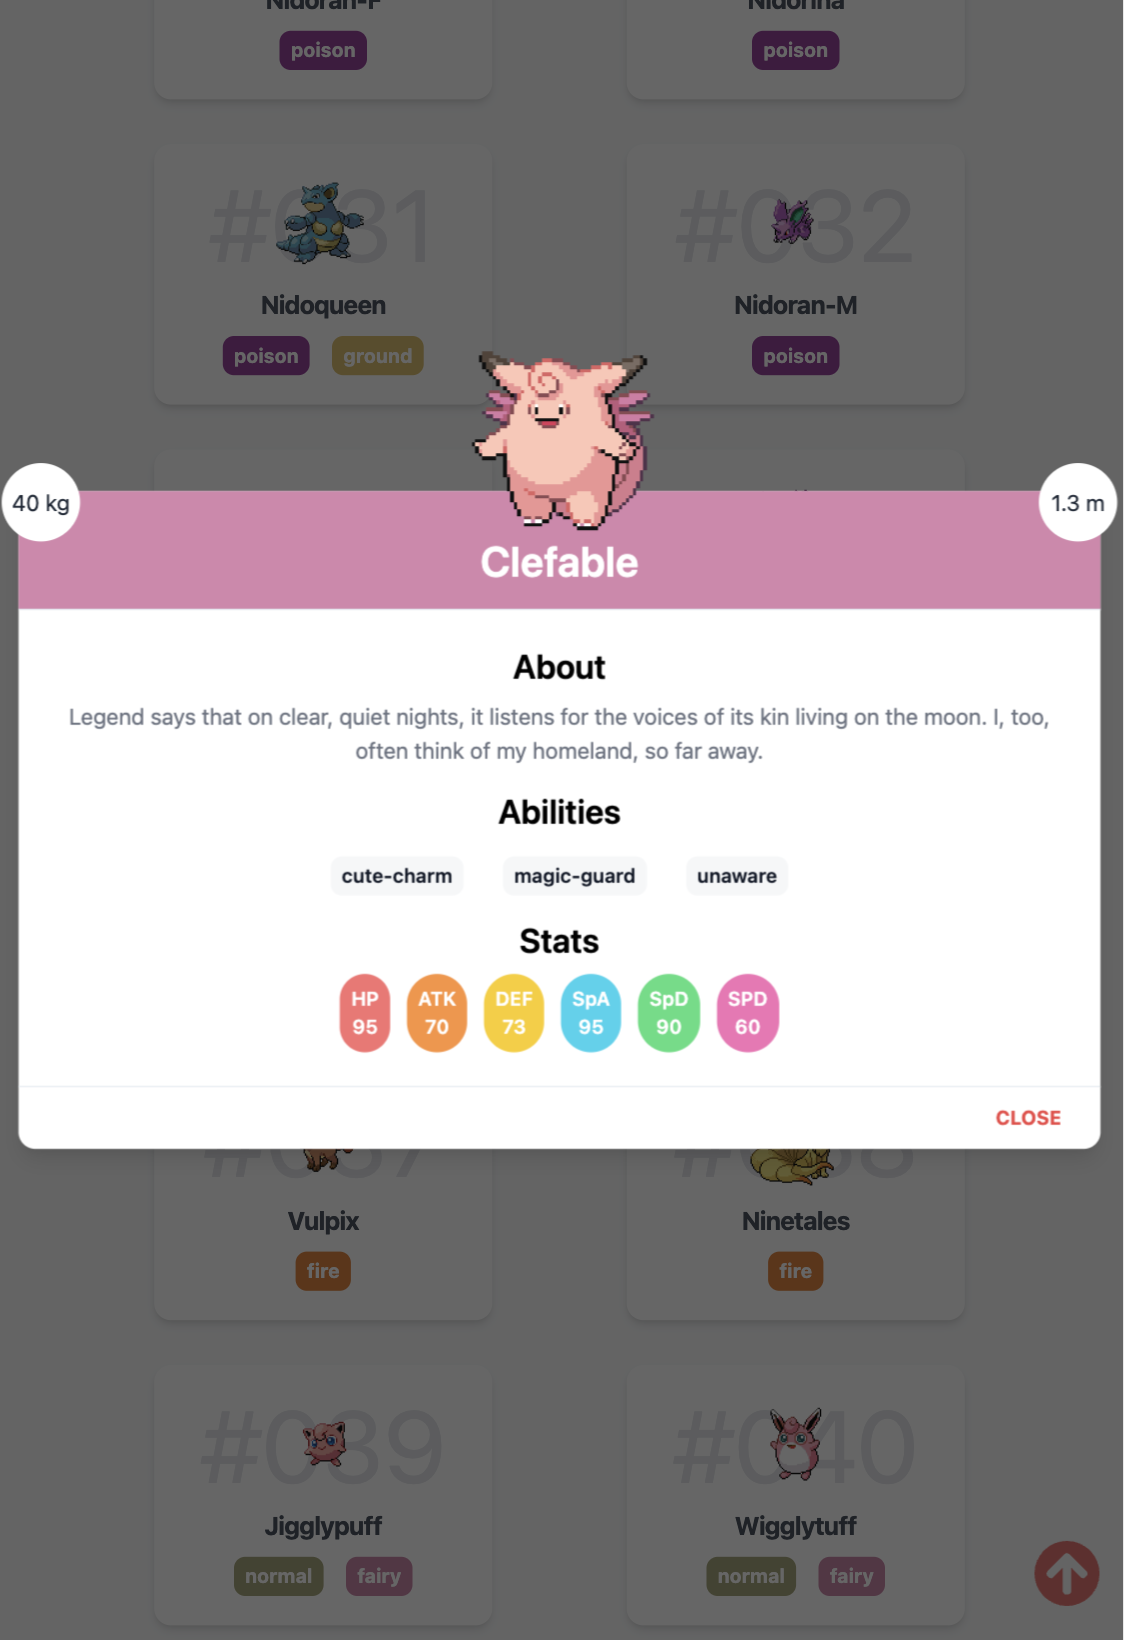 Nidoran-F
Nidorina
poison
poison
#031
#032
Nidoqueen
Nidoran-M
poison ground
poison
40 kg
1.3 m
Clefable
About
Legend says that on clear, quiet nights, it listens for the voices of its kin living on the moon. I, too,
often think of my homeland, so far away.
Abilities
cute-charm magic-guard unaware
Stats
HP ATK DEF SpA SpD SPD
95 70 73 95 90 60
CLOSE
#037
#038
Vulpix
Ninetales
fire
fire
#039
#040
Jigglypuff
Wigglytuff
normal fairy
normal fairy